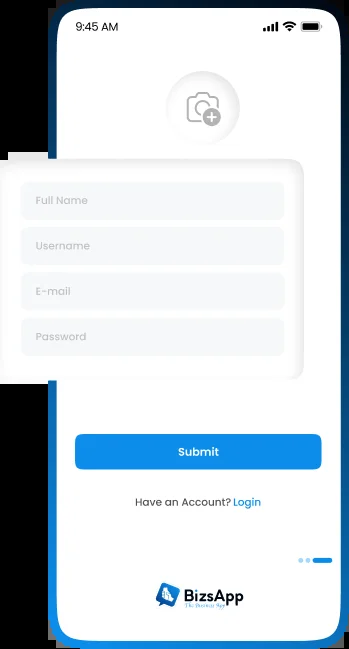 9:45 AM
Full Name
Username
E-mail
Password
Submit
Have an Account? Login
BizsApp
The Business App